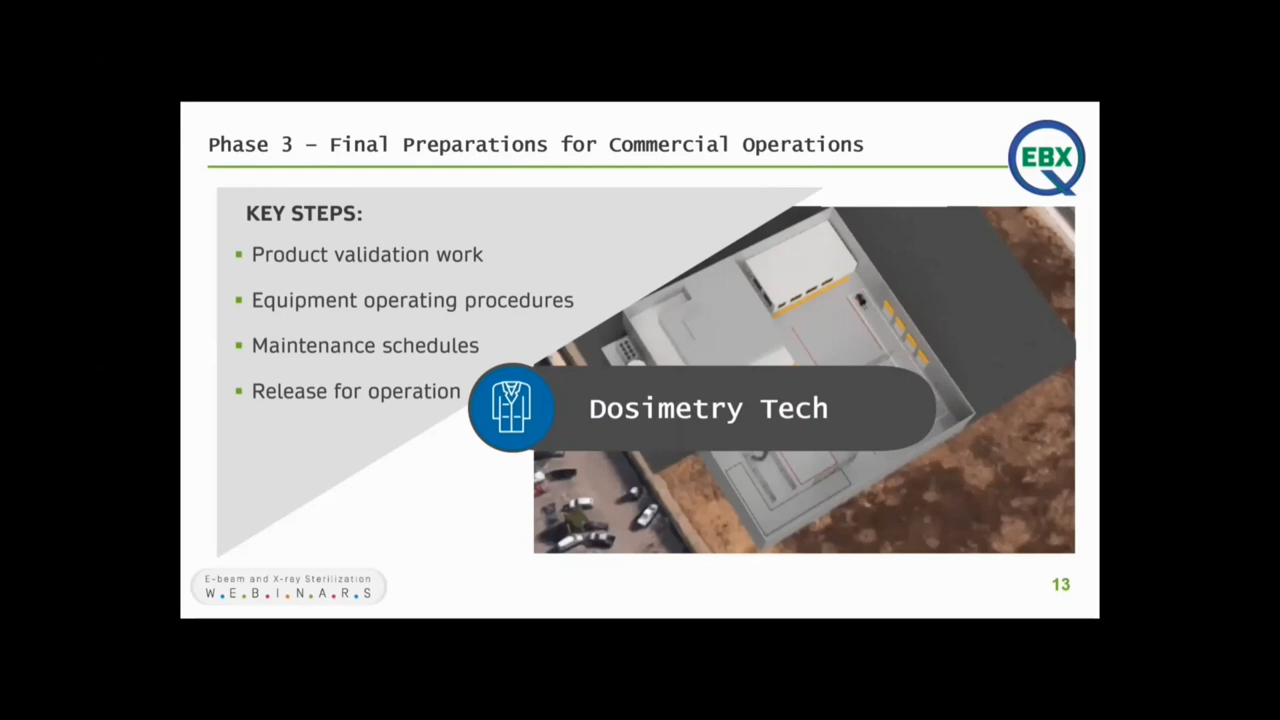 Phase 3 – Final Preparations for Commercial Operations
EBX
KEY STEPS:
Product validation work
Equipment operating procedures
Maintenance schedules
Release for operation
Dosimetry Tech
E-beam and X-ray Sterilization
W.E.B.I.N.A.R.S
13